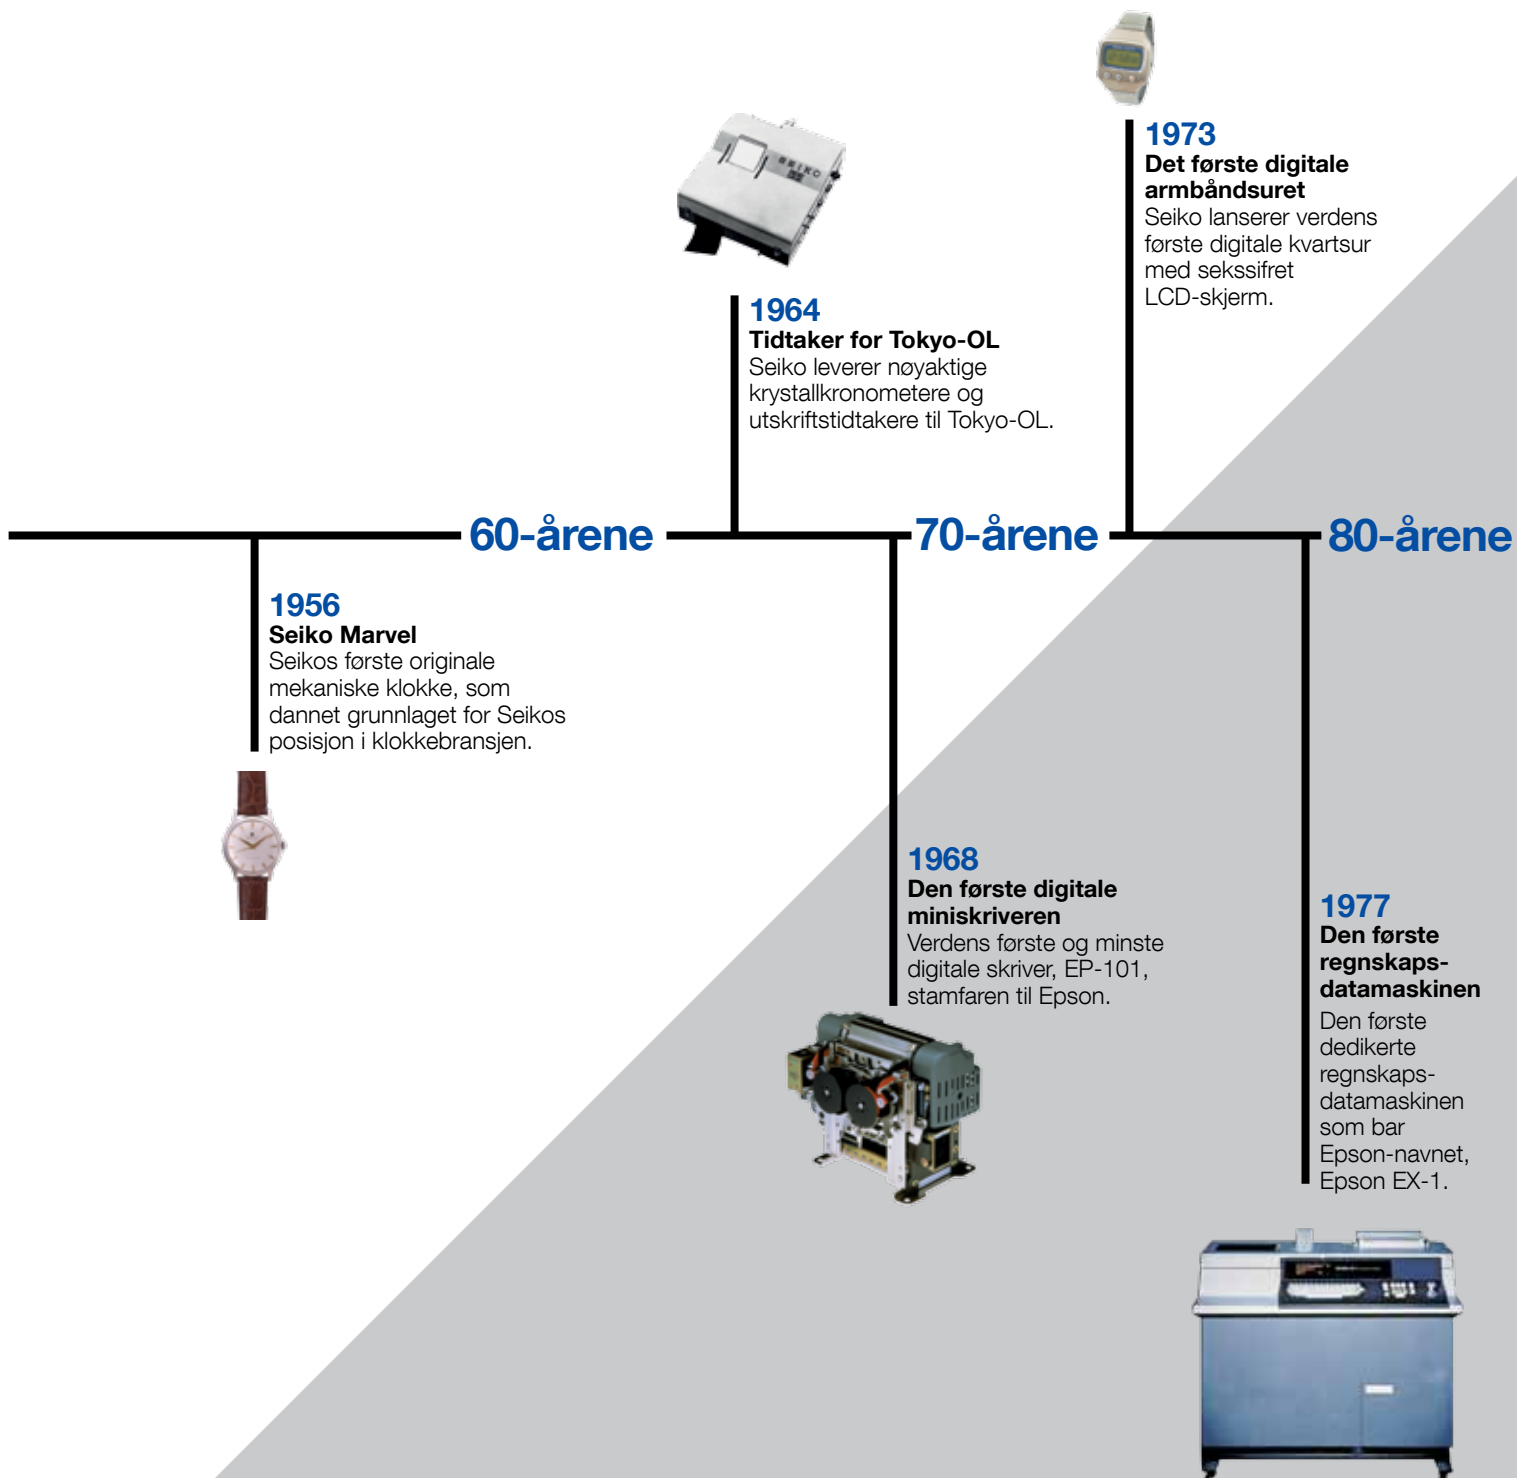 1973
Det første digitale
armbåndsuret
Seiko lanserer verdens
første digitale kvartsur
med sekssifret
LCD-skjerm.
SEIKO
1964
Tidtaker for Tokyo-OL
Seiko leverer nøyaktige
krystallkronometere og
utskriftstidtakere til Tokyo-OL.
60-årene
70-årene
80-årene
1956
Seiko Marvel
Seikos første originale
mekaniske klokke, som
dannet grunnlaget for Seikos
posisjon i klokkebransjen.
1968
Den første digitale
miniskriveren
Verdens første og minste
digitale skriver, EP-101,
stamfaren til Epson.
1977
Den første
regnskaps-
datamaskinen
Den første
dedikerte
regnskaps-
datamaskinen
som bar
Epson-navnet,
Epson EX-1.